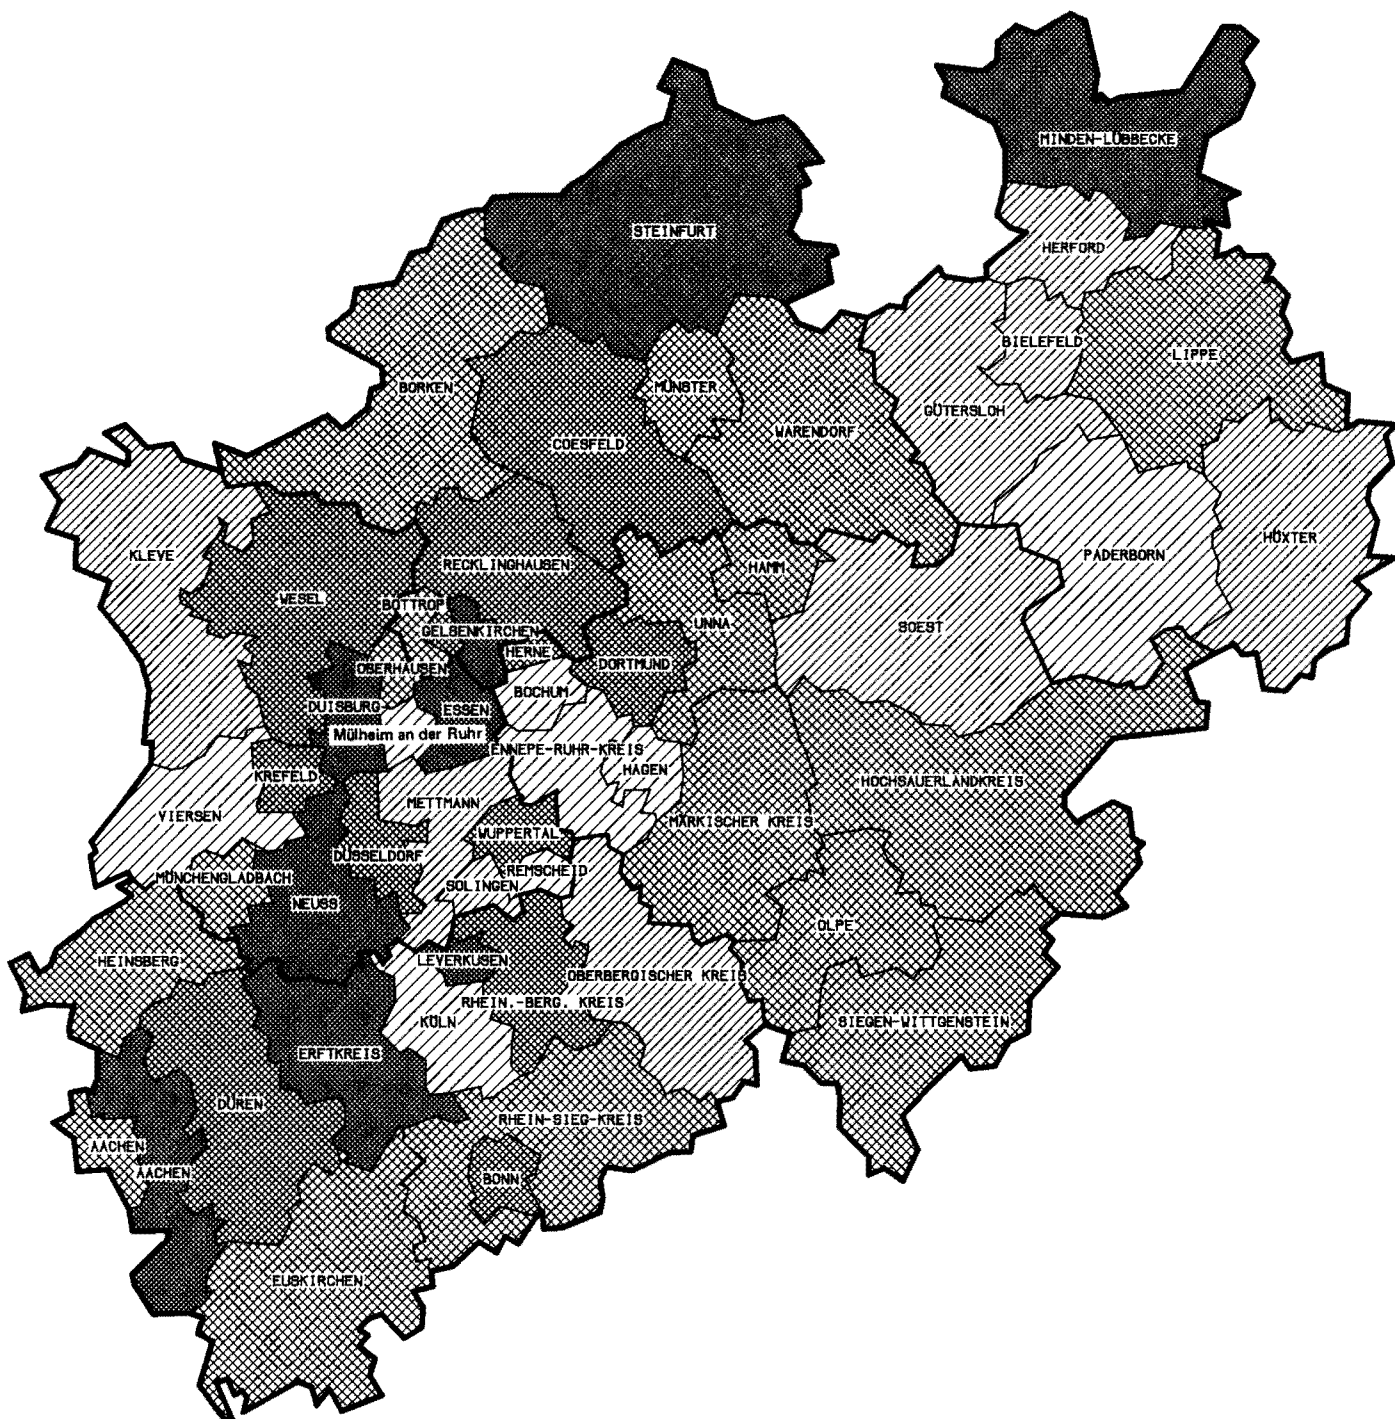 MINDEN-LÜBBECKE
STEINFURT
HERFORD
BIELEFELD
LIPPE
BORKEN
MÜNSTER
GÜTERSLOH
COESFELD
WARENDORF
KLEVE
HÜXTER
PADERBORN
RECKLINGHAUSEN
HAMM
WESEL
BOTTROP
UNNA
SOEST
GELSENKIRCHEN
HERNE
OBERHAUSEN
DORTMUND
BOCHUM
DUISBURG
ESSEN
Mülheim an der Ruhr
ENNEPE-RUHR-KREIS
KREFELD
HAGEN
HOCHSAUERLANDKREIS
METTMANN
VIERSEN
MÄRKISCHER KREIS
WUPPERTAL
DÜSSELDORF
REMSCHEID
MÜNCHENGLADBACH
SOLINGEN
NEUSS
OLPE
HEINSBERG
LEVERKUSEN
OBERBERGISCHER KREIS
RHEIN.-BERG. KREIS
KÜLN
SIEGEN-WITTGENSTEIN
ERFTKREIS
DÜREN
RHEIN-SIEG-KREIS
AACHEN
AACHEN
BONN
EUSKIRCHEN